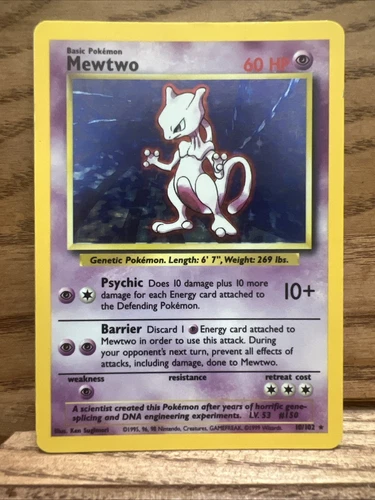 Basic Pokémon
Mewtwo 60 HP
Genetic Pokémon. Length: 6' 7", Weight: 269 lbs.
Psychic Does 10 damage plus 10 more
damage for each Energy card attached to
the Defending Pokémon.
10+
Barrier Discard 1 Energy card attached to
Mewtwo in order to use this attack. During
your opponent's next turn, prevent all effects of
attacks, including damage, done to Mewtwo.
weakness resistance retreat cost
A scientist created this Pokémon after years of horrific gene-
splicing and DNA engineering experiments. LV. 53 #150
Illus. Ken Sugimori ©1995, 96, 98 Nintendo, Creatures, GAMEFREAK. ©1999 Wizards. 10/102